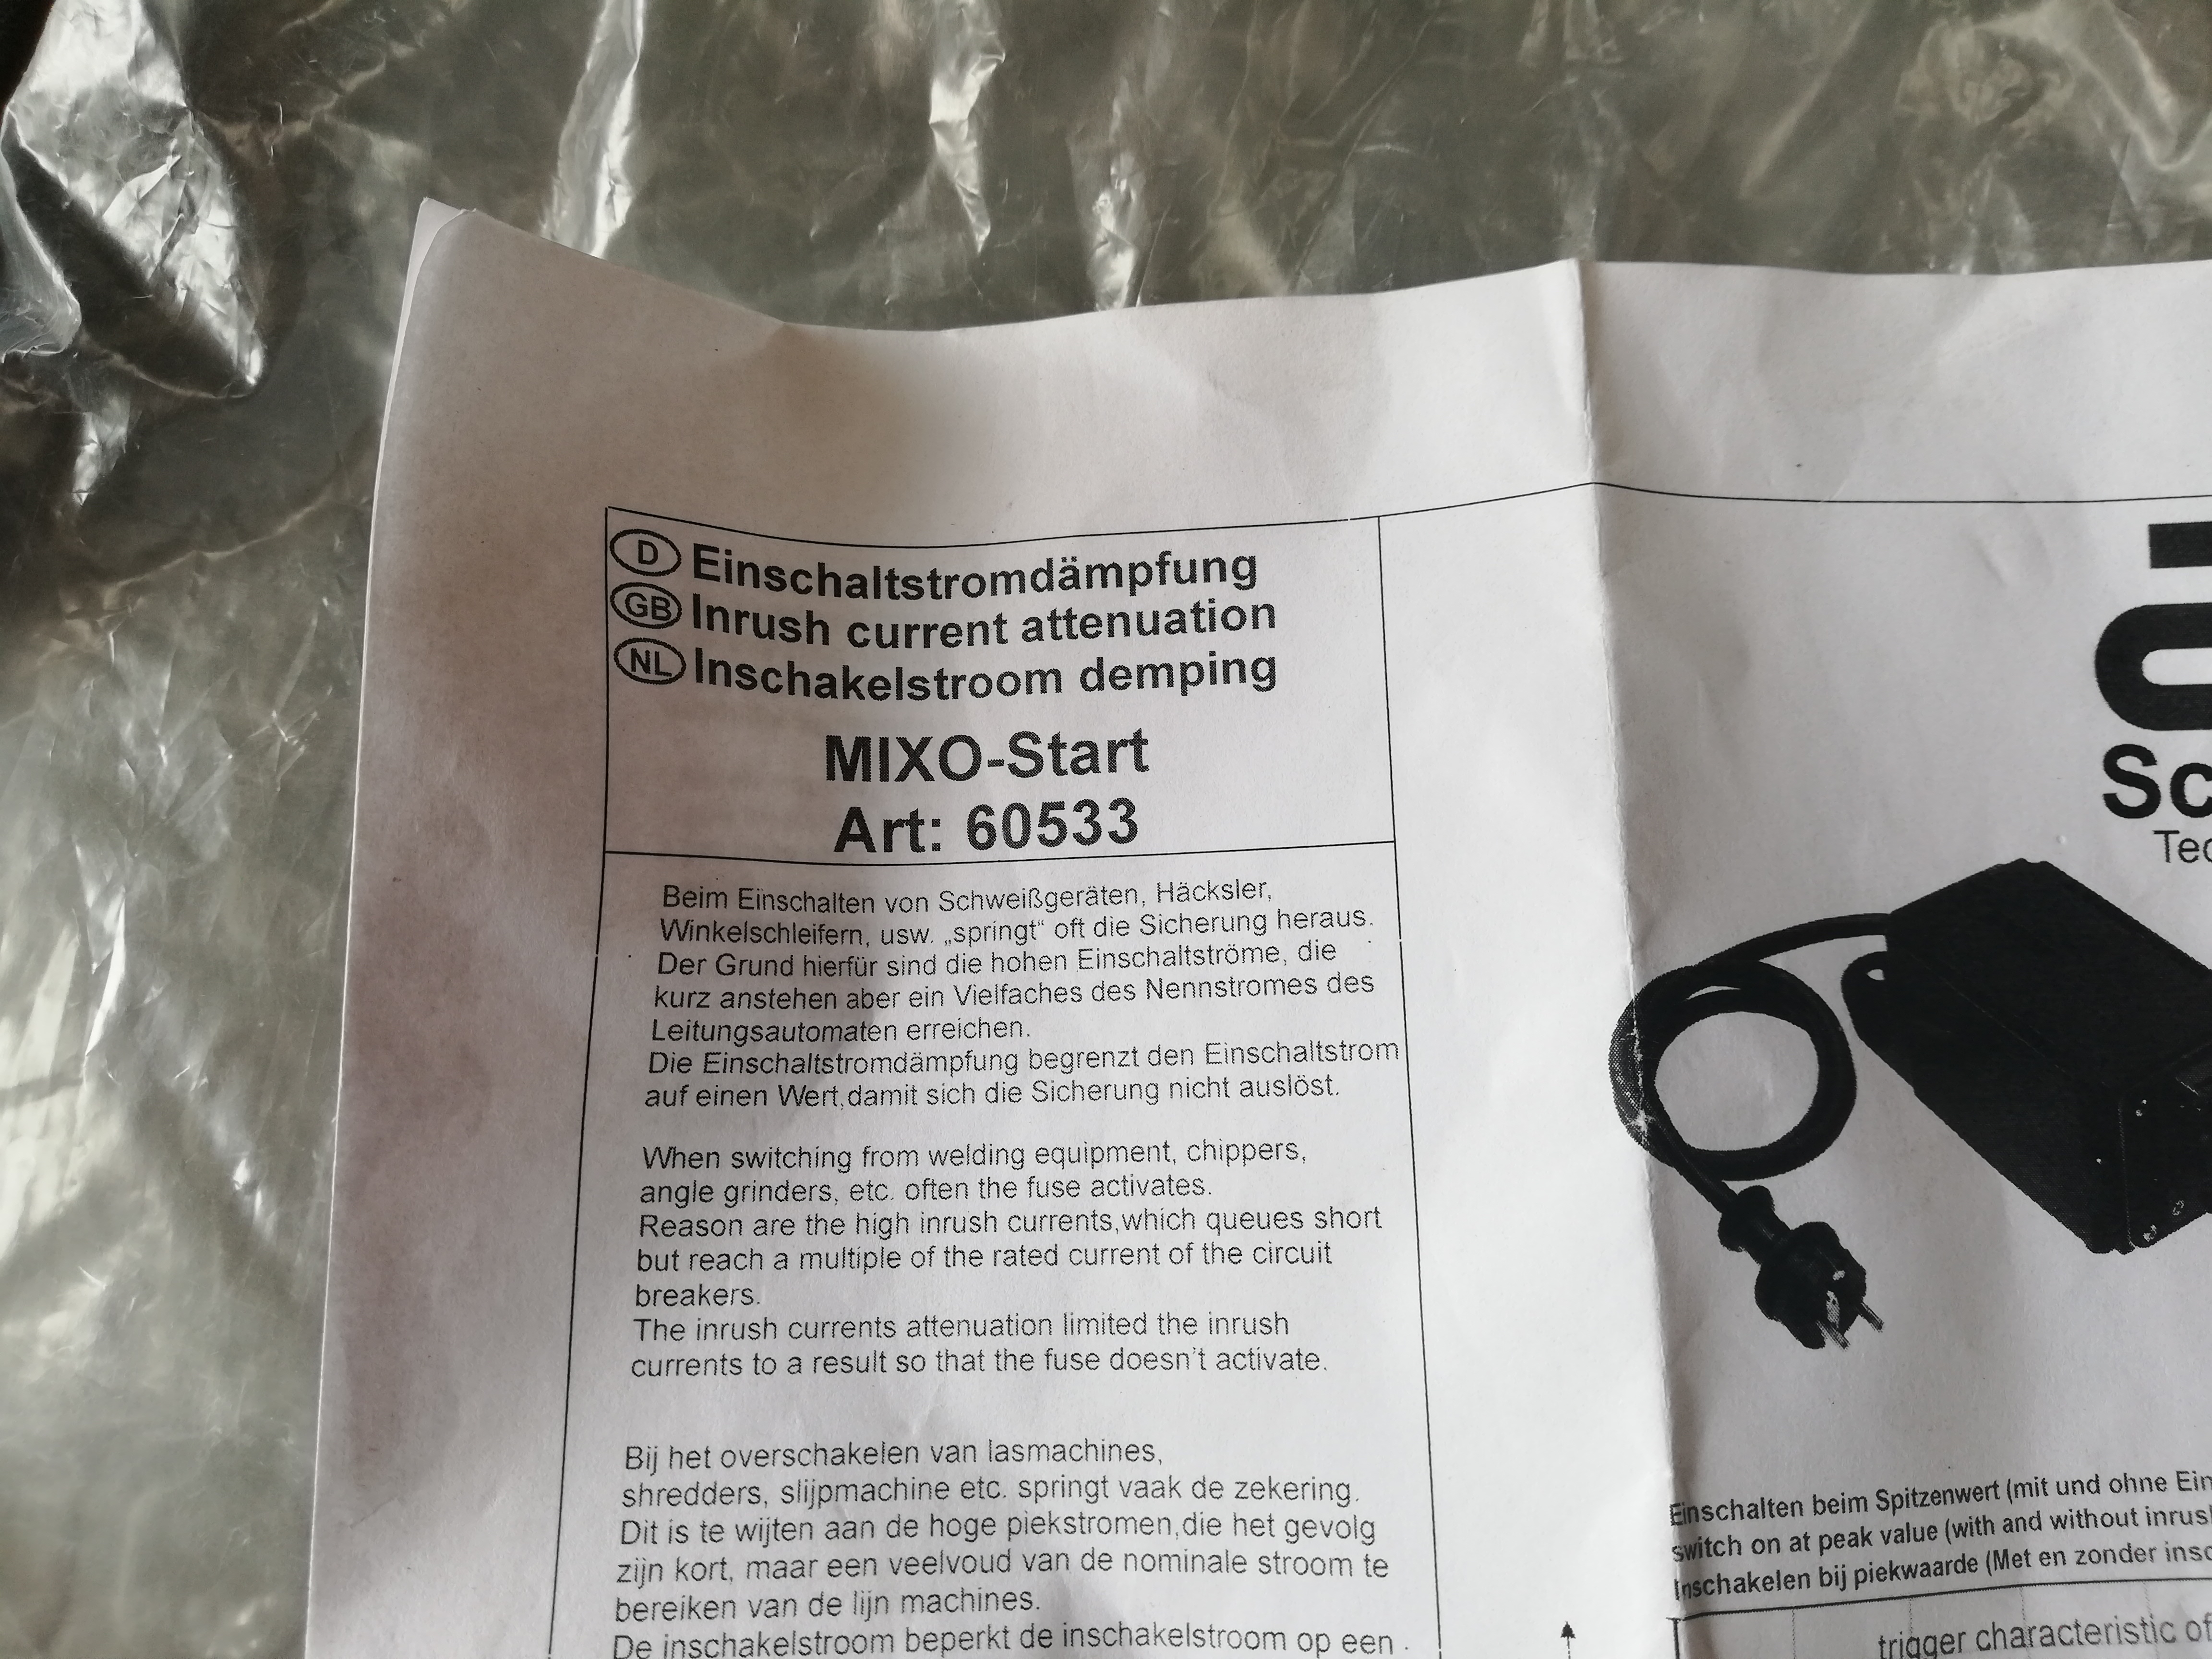 D Einschaltstromdämpfung
GB Inrush current attenuation
NL Inschakelstroom demping
MIXO-Start
Art: 60533
Beim Einschalten von Schweißgeräten, Häcksler,
Winkelschleifern, usw. „springt“ oft die Sicherung heraus.
Der Grund hierfür sind die hohen Einschaltströme, die
kurz anstehen aber ein Vielfaches des Nennstromes des
Leitungsautomaten erreichen.
Die Einschaltstromdämpfung begrenzt den Einschaltstrom
auf einen Wert,damit sich die Sicherung nicht auslöst.
When switching from welding equipment, chippers,
angle grinders, etc. often the fuse activates.
Reason are the high inrush currents,which queues short
but reach a multiple of the rated current of the circuit
breakers.
The inrush currents attenuation limited the inrush
currents to a result so that the fuse doesn't activate.
Bij het overschakelen van lasmachines,
shredders, slijpmachine etc. springt vaak de zekering.
Dit is te wijten aan de hoge piekstromen,die het gevolg
zijn kort, maar een veelvoud van de nominale stroom te
bereiken van de lijn machines.
De inschakelstroom beperkt de inschakelstroom op een
Sc
Tec
Einschalten beim Spitzenwert (mit und ohne Ein
switch on at peak value (with and without inrus
Inschakelen bij piekwaarde (Met en zonder insc
trigger characteristic of